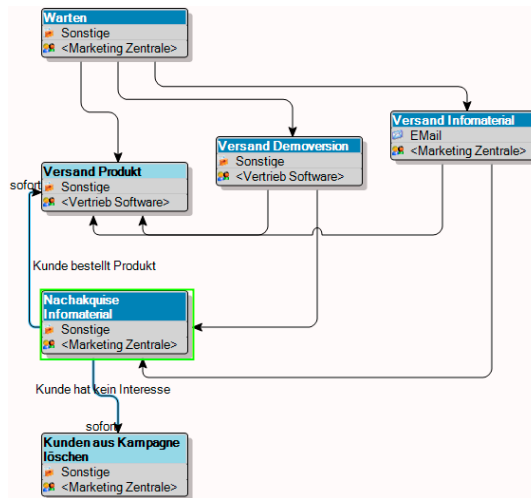 Warten
Sonstige
<Marketing Zentrale>
Versand Infomaterial
EMail
<Marketing Zentrale>
Versand Demoversion
Sonstige
<Vertrieb Software>
Versand Produkt
Sonstige
<Vertrieb Software>
sofort
Kunde bestellt Produkt
Nachakquise
Infomaterial
Sonstige
<Marketing Zentrale>
Kunde hat kein Interesse
sofort
Kunden aus Kampagne
löschen
Sonstige
<Marketing Zentrale>